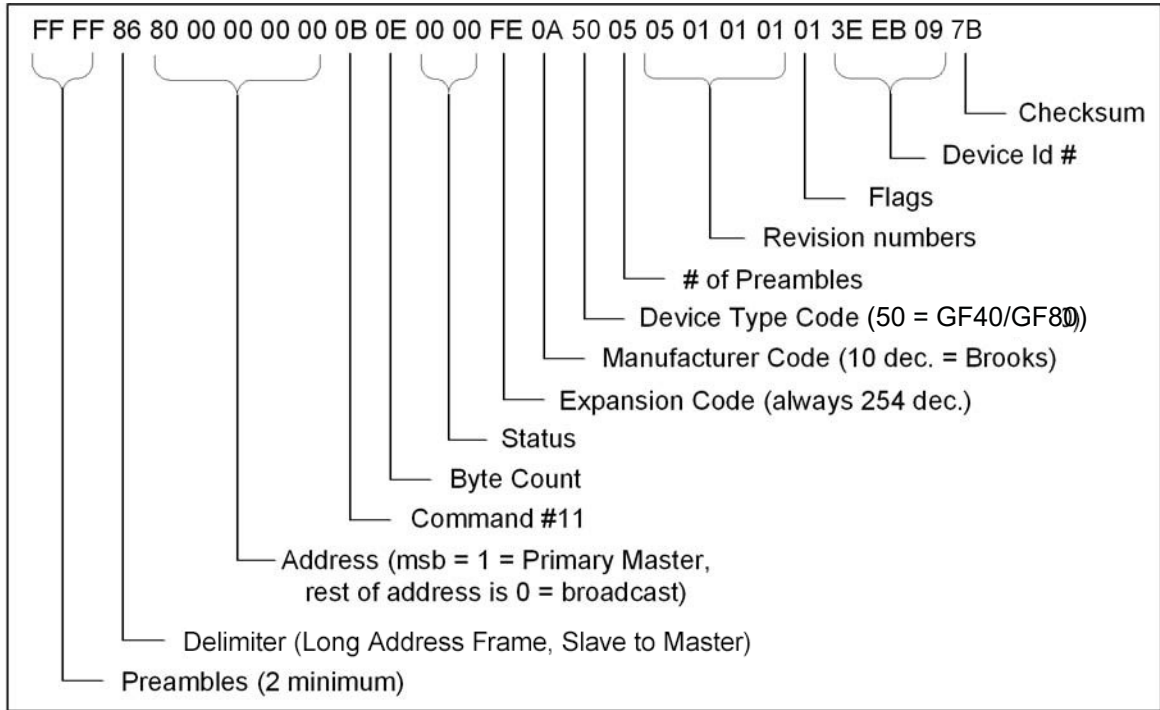 FF FF 86 80 00 00 00 00 0B 0E 00 00 FE 0A 50 05 05 01 01 01 01 3E EB 09 7B
Checksum
Device Id #
Flags
Revision numbers
# of Preambles
Device Type Code (50 = GF40/GF80)
Manufacturer Code (10 dec. = Brooks)
Expansion Code (always 254 dec.)
Status
Byte Count
Command #11
Address (msb = 1 = Primary Master,
rest of address is 0 = broadcast)
Delimiter (Long Address Frame, Slave to Master)
Preambles (2 minimum)